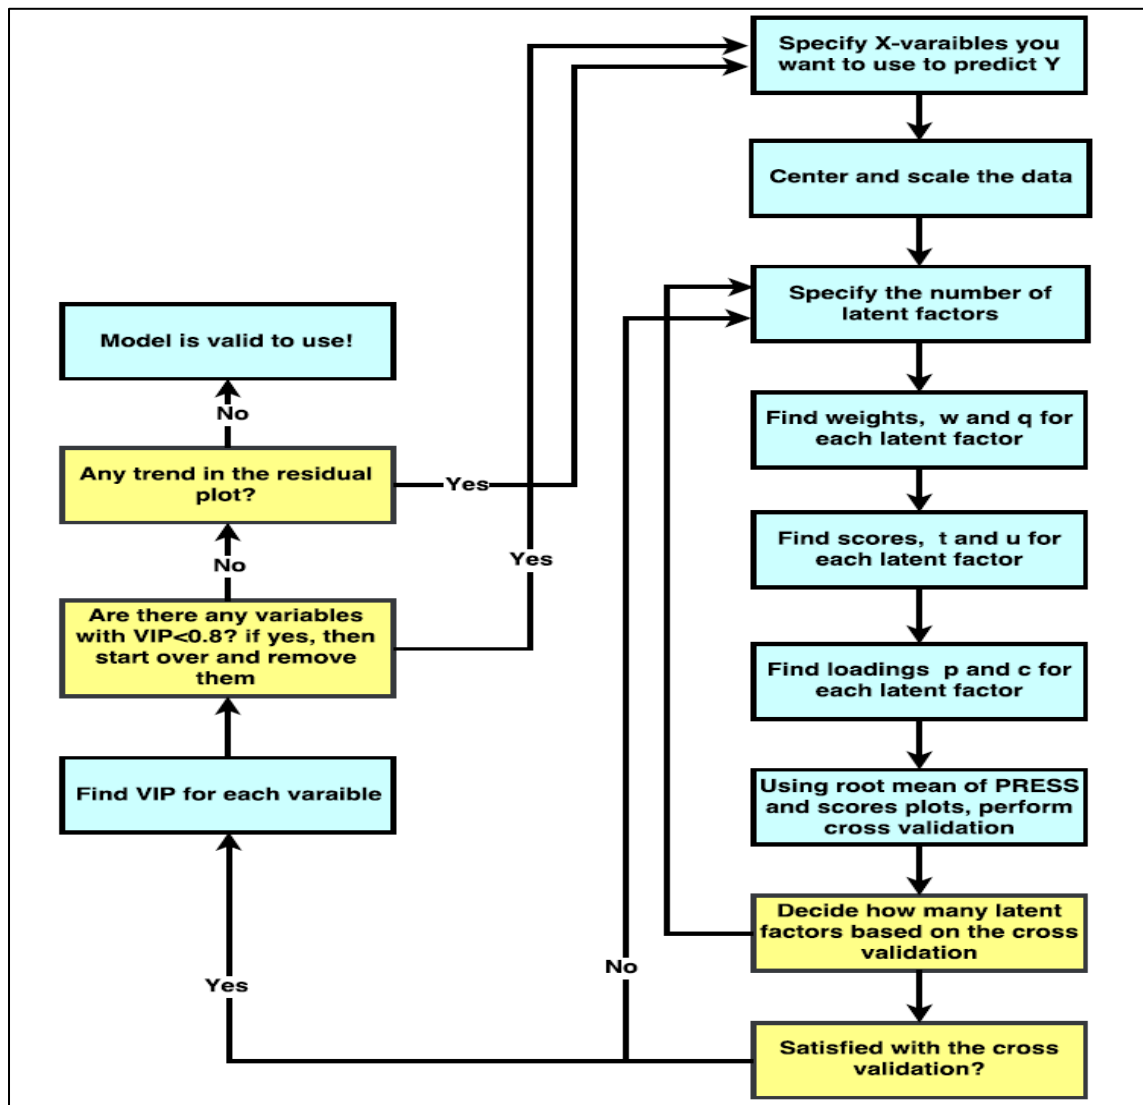 Specify X-varaibles you
want to use to predict Y
Center and scale the data
Specify the number of
latent factors
Find weights, w and q for
each latent factor
Find scores, t and u for
each latent factor
Find loadings p and c for
each latent factor
Using root mean of PRESS
and scores plots, perform
cross validation
Decide how many latent
factors based on the cross
validation
Satisfied with the cross
validation?
No
Yes
Find VIP for each varaible
Are there any variables
with VIP<0.8? if yes, then
start over and remove
them
Yes
No
Any trend in the residual
plot?
Yes
No
Model is valid to use!